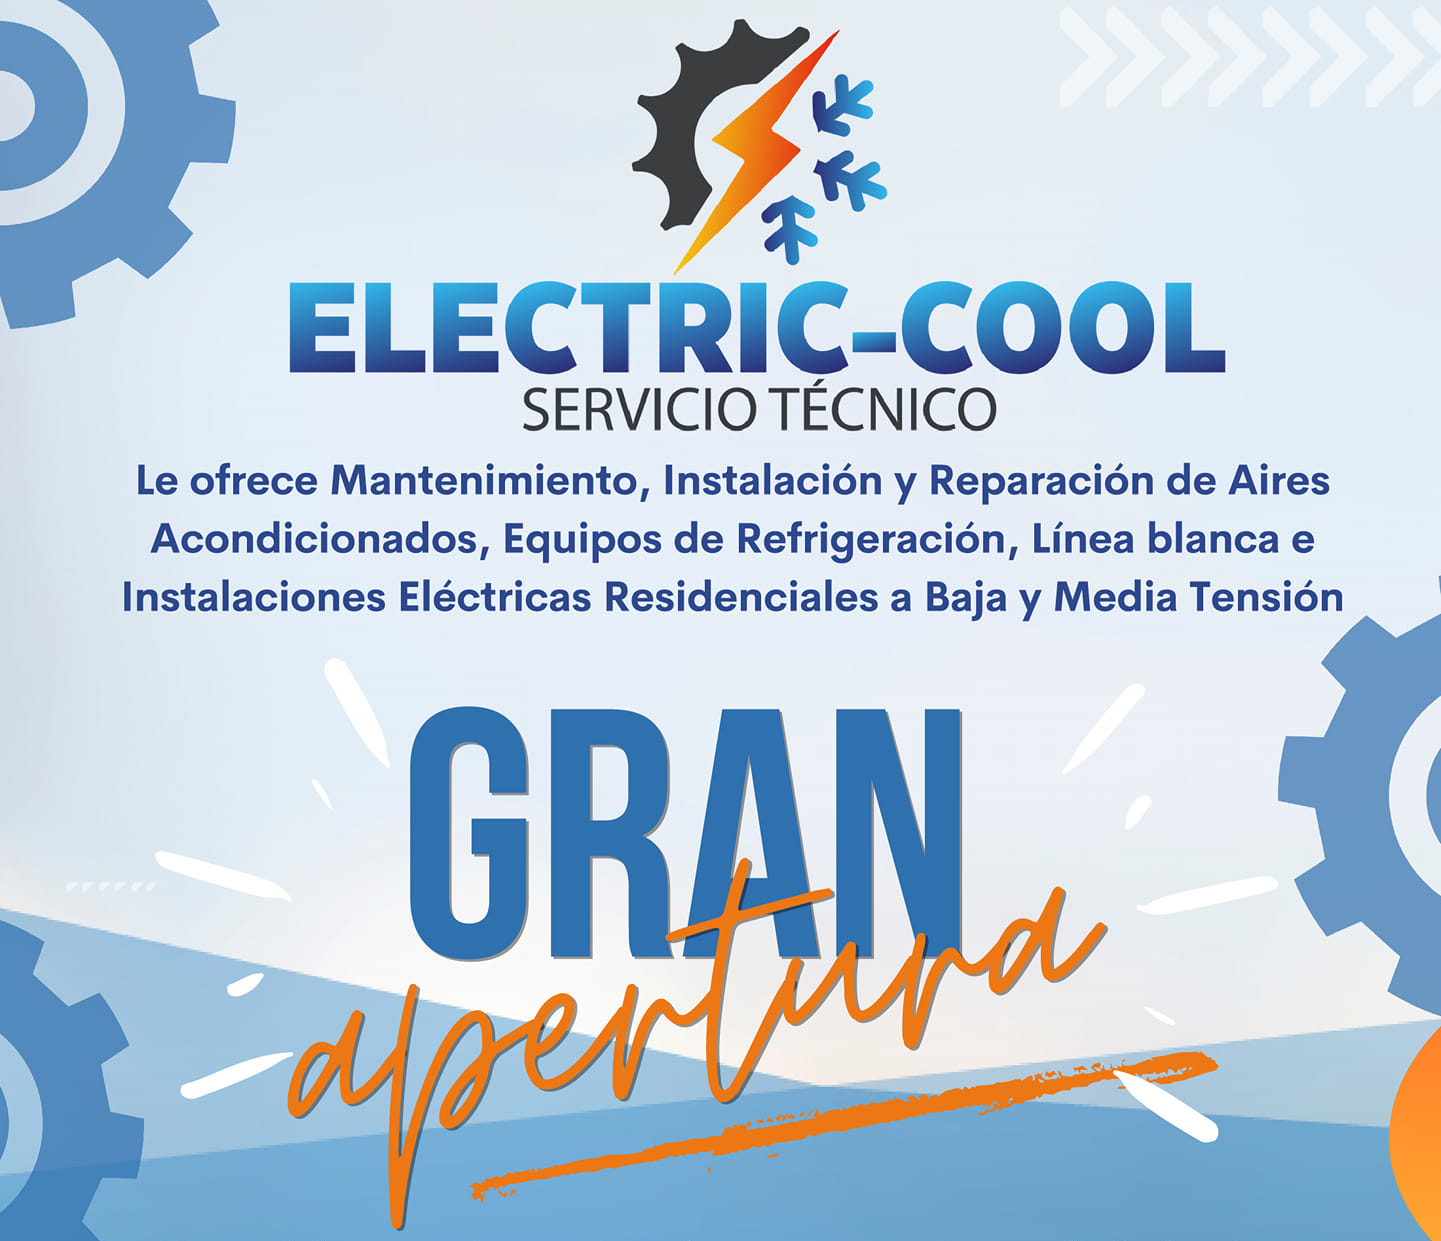 ELECTRIC-COOL
SERVICIO TÉCNICO
Le ofrece Mantenimiento, Instalación y Reparación de Aires
Acondicionados, Equipos de Refrigeración, Línea blanca e
Instalaciones Eléctricas Residenciales a Baja y Media Tensión
GRAN
apertura